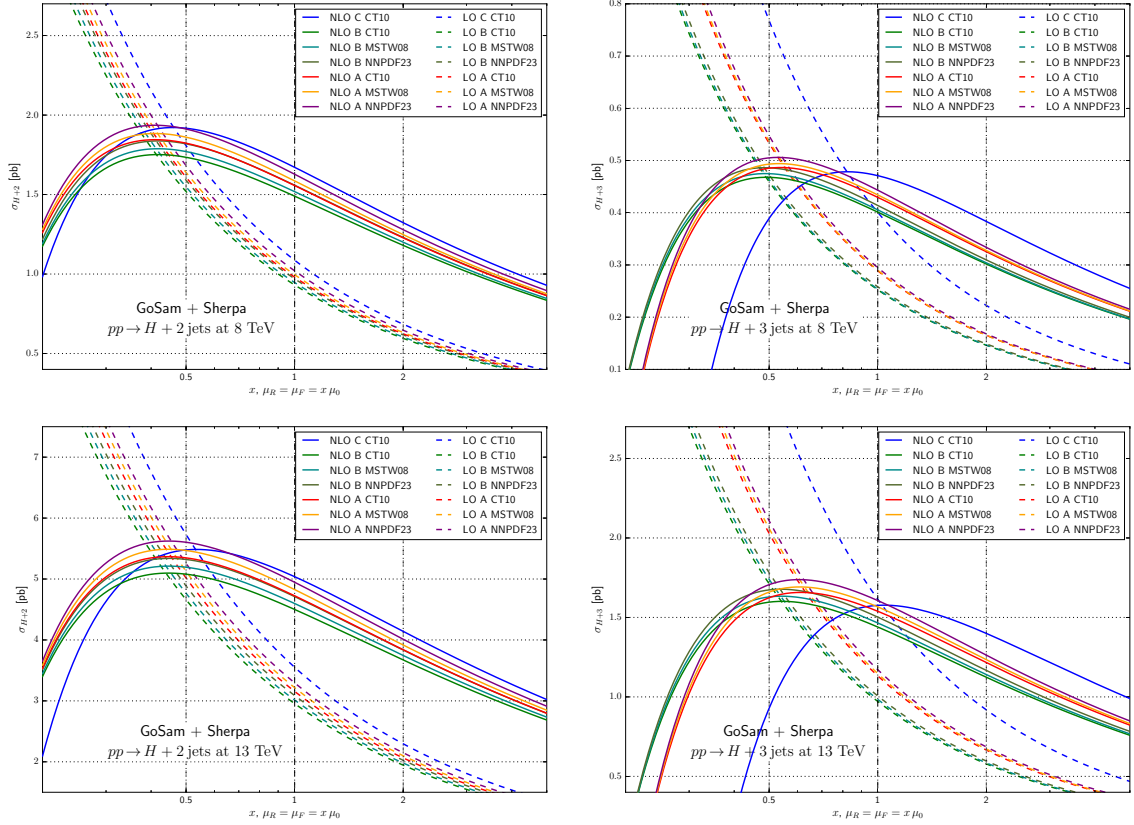 2.5
2.0
1.5
1.0
0.5
σ_{H+2} [pb]
NLO C CT10
NLO B CT10
NLO B MSTW08
NLO B NNPDF23
NLO A CT10
NLO A MSTW08
NLO A NNPDF23
LO C CT10
LO B CT10
LO B MSTW08
LO B NNPDF23
LO A CT10
LO A MSTW08
LO A NNPDF23
GoSam + Sherpa
pp → H + 2 jets at 8 TeV
0.5 1 2
x, μ_R = μ_F = x μ_0
0.8
0.7
0.6
0.5
0.4
0.3
0.2
0.1
σ_{H+3} [pb]
NLO C CT10
NLO B CT10
NLO B MSTW08
NLO B NNPDF23
NLO A CT10
NLO A MSTW08
NLO A NNPDF23
LO C CT10
LO B CT10
LO B MSTW08
LO B NNPDF23
LO A CT10
LO A MSTW08
LO A NNPDF23
GoSam + Sherpa
pp → H + 3 jets at 8 TeV
0.5 1 2
x, μ_R = μ_F = x μ_0
7
6
5
4
3
2
σ_{H+2} [pb]
NLO C CT10
NLO B CT10
NLO B MSTW08
NLO B NNPDF23
NLO A CT10
NLO A MSTW08
NLO A NNPDF23
LO C CT10
LO B CT10
LO B MSTW08
LO B NNPDF23
LO A CT10
LO A MSTW08
LO A NNPDF23
GoSam + Sherpa
pp → H + 2 jets at 13 TeV
0.5 1 2
x, μ_R = μ_F = x μ_0
2.5
2.0
1.5
1.0
0.5
σ_{H+3} [pb]
NLO C CT10
NLO B CT10
NLO B MSTW08
NLO B NNPDF23
NLO A CT10
NLO A MSTW08
NLO A NNPDF23
LO C CT10
LO B CT10
LO B MSTW08
LO B NNPDF23
LO A CT10
LO A MSTW08
LO A NNPDF23
GoSam + Sherpa
pp → H + 3 jets at 13 TeV
0.5 1 2
x, μ_R = μ_F = x μ_0